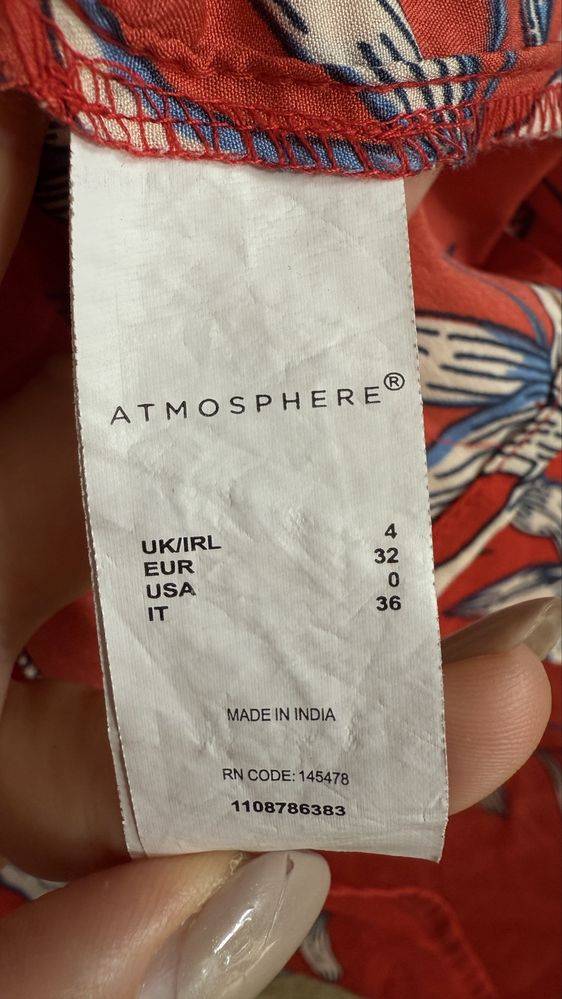 ATMOSPHERE®
UK/IRL 4
EUR 32
USA 0
IT 36
MADE IN INDIA
RN CODE: 145478
1108786383